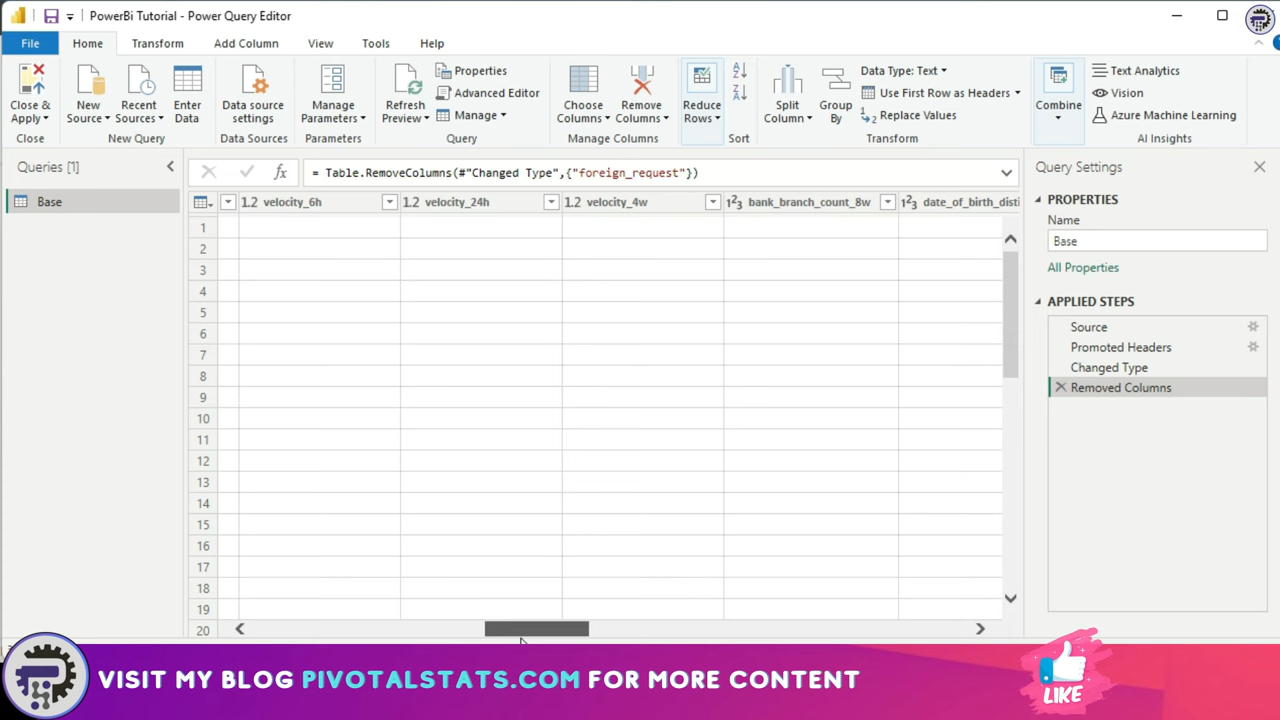 PowerBi Tutorial - Power Query Editor
File
Home
Transform
Add Column
View
Tools
Help
Close & Apply
New Source
Recent Sources
Enter Data
Data source settings
Manage Parameters
Refresh Preview
Properties
Advanced Editor
Manage
Choose Columns
Remove Columns
Reduce Rows
Split Column
Group By
Data Type: Text
Use First Row as Headers
Replace Values
Combine
Text Analytics
Vision
Azure Machine Learning
Close
New Query
Data Sources
Parameters
Query
Manage Columns
Sort
Transform
AI Insights
Queries [1]
fx
= Table.RemoveColumns(#"Changed Type",{"foreign_request"})
Query Settings
Base
1.2 velocity_6h
1.2 velocity_24h
1.2 velocity_4w
123 bank_branch_count_8w
123 date_of_birth_disti
1
2
3
4
5
6
7
8
9
10
11
12
13
14
15
16
17
18
19
20
PROPERTIES
Name
Base
All Properties
APPLIED STEPS
Source
Promoted Headers
Changed Type
Removed Columns
VISIT MY BLOG PIVOTALSTATS.COM FOR MORE CONTENT
LIKE